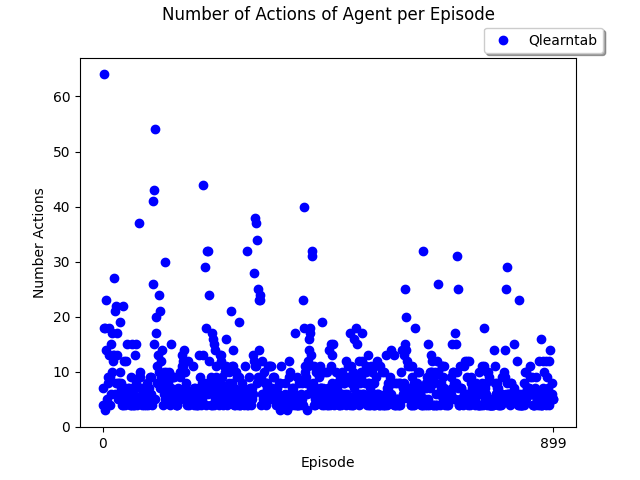 Number of Actions of Agent per Episode
Qlearntab
60
50
40
30
20
10
0
Number Actions
0 899
Episode